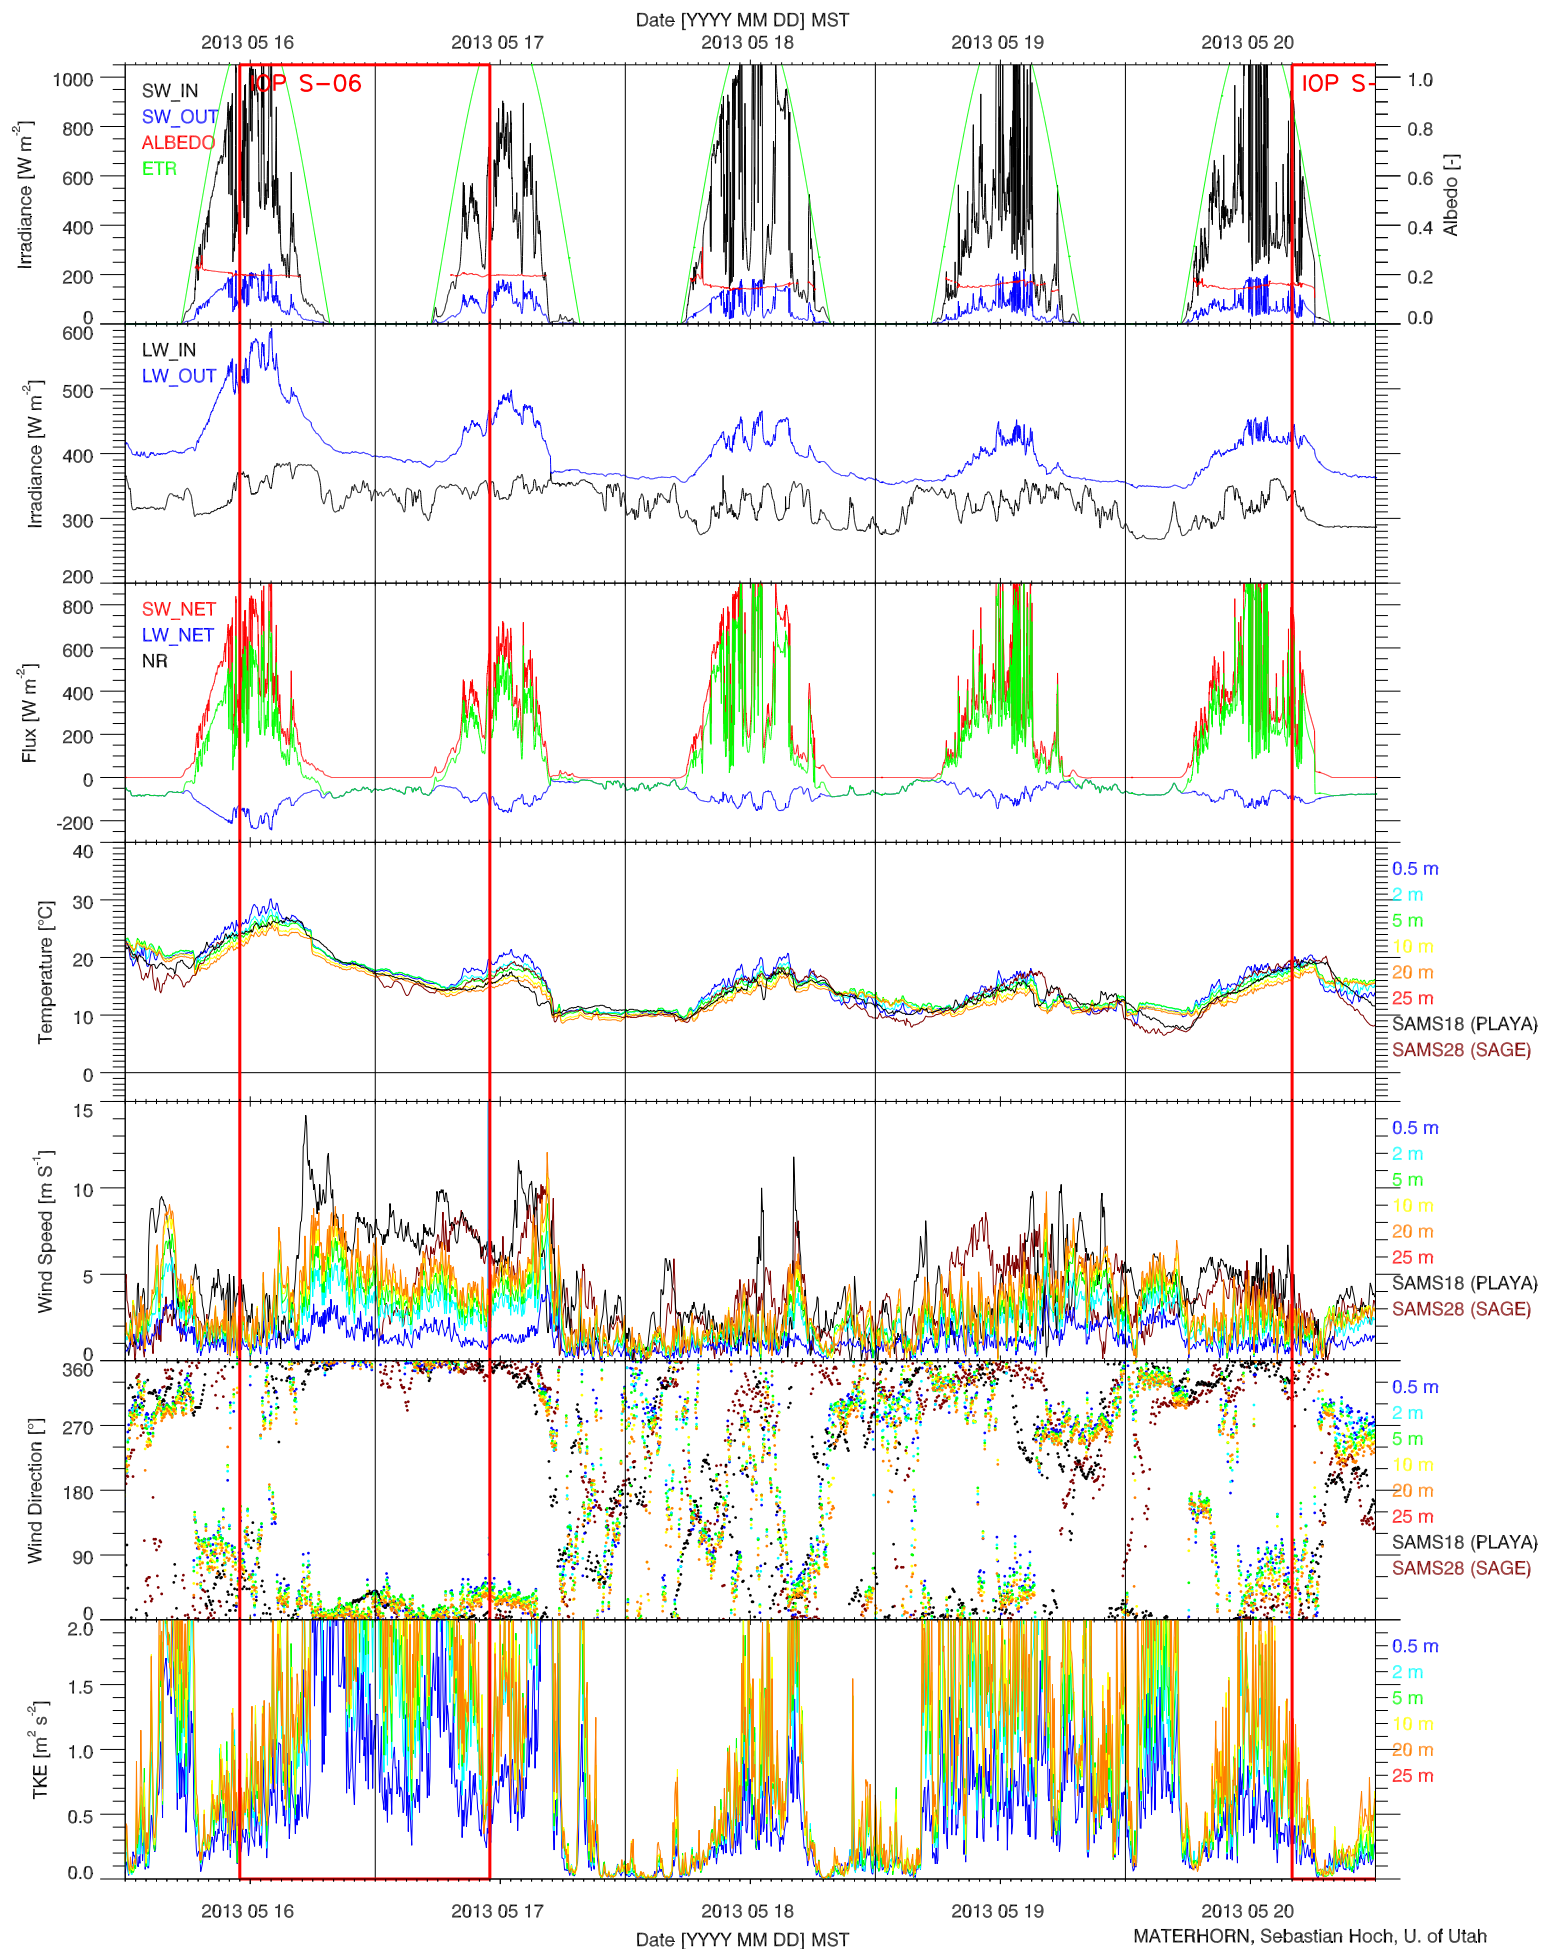 Date [YYYY MM DD] MST
2013 05 16 2013 05 17 2013 05 18 2013 05 19 2013 05 20
IOP S-06
IOP S-
Irradiance [W m-2]
1000
800
600
400
200
0
SW_IN
SW_OUT
ALBEDO
ETR
1.0
0.8
0.6
0.4
0.2
0.0
Albedo [-]
Irradiance [W m-2]
600
500
400
300
200
LW_IN
LW_OUT
Flux [W m-2]
800
600
400
200
0
-200
SW_NET
LW_NET
NR
Temperature [°C]
40
30
20
10
0
0.5 m
2 m
5 m
10 m
20 m
25 m
SAMS18 (PLAYA)
SAMS28 (SAGE)
Wind Speed [m S-1]
15
10
5
0
0.5 m
2 m
5 m
10 m
20 m
25 m
SAMS18 (PLAYA)
SAMS28 (SAGE)
Wind Direction [°]
360
270
180
90
0
0.5 m
2 m
5 m
10 m
20 m
25 m
SAMS18 (PLAYA)
SAMS28 (SAGE)
TKE [m2 s-2]
2.0
1.5
1.0
0.5
0.0
0.5 m
2 m
5 m
10 m
20 m
25 m
2013 05 16 2013 05 17 2013 05 18 2013 05 19 2013 05 20
Date [YYYY MM DD] MST
MATERHORN, Sebastian Hoch, U. of Utah